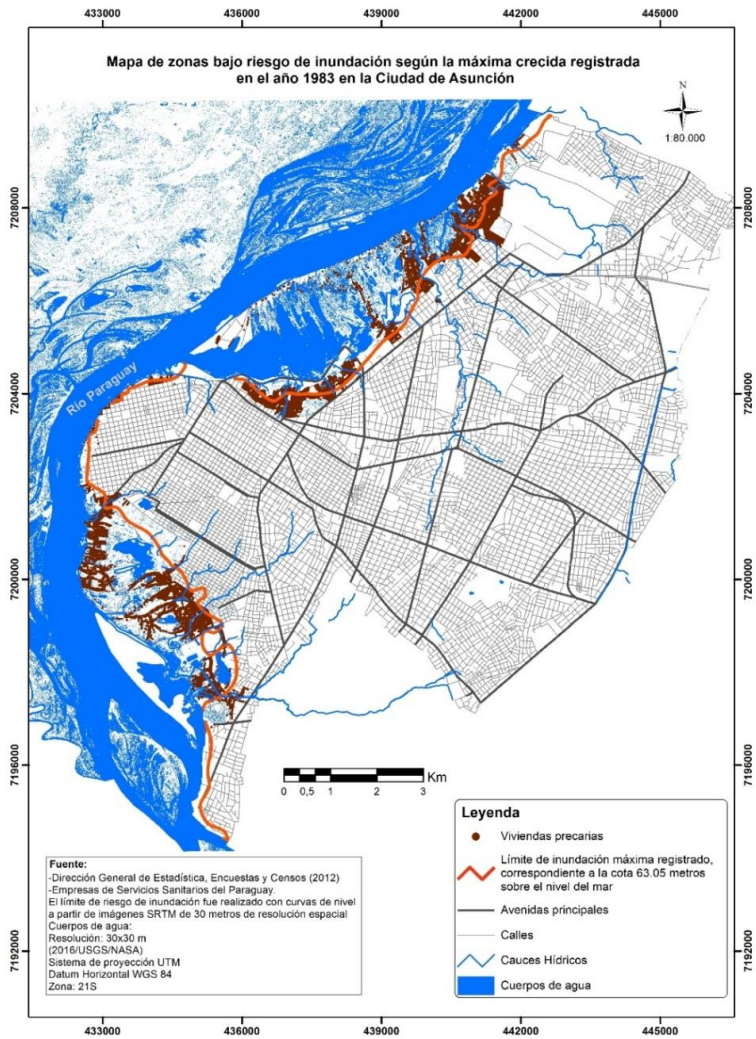 433000 436000 439000 442000 445000
Mapa de zonas bajo riesgo de inundación según la máxima crecida registrada
en el año 1983 en la Ciudad de Asunción
N
1:80.000
7208000 7208000
Río Paraguay
7204000 7204000
7200000 7200000
7196000 7196000
Km
0 0,5 1 2 3
Leyenda
Viviendas precarias
Límite de inundación máxima registrado,
correspondiente a la cota 63.05 metros
sobre el nivel del mar
Avenidas principales
Calles
Cauces Hídricos
Cuerpos de agua
Fuente:
-Dirección General de Estadística, Encuestas y Censos (2012)
-Empresas de Servicios Sanitarios del Paraguay.
El límite de riesgo de inundación fue realizado con curvas de nivel
a partir de imágenes SRTM de 30 metros de resolución espacial
Cuerpos de agua:
Resolución: 30x30 m
(2016/USGS/NASA)
Sistema de proyección UTM
Datum Horizontal WGS 84
Zona: 21S
7192000 7192000
433000 436000 439000 442000 445000